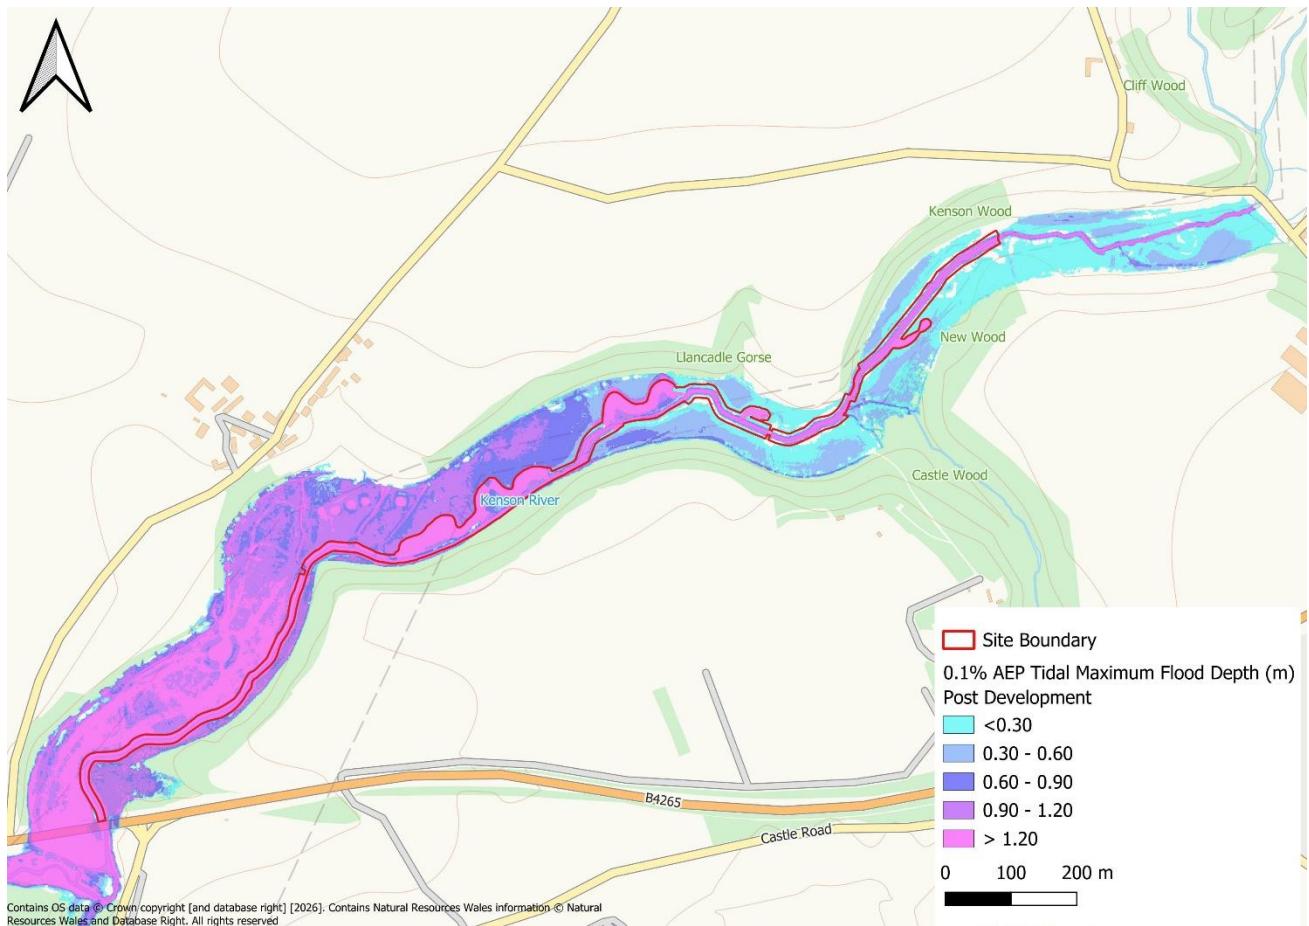 Cliff Wood
Kenson Wood
New Wood
Llancadle Gorse
Castle Wood
Kenson River
B4265
Castle Road
Site Boundary
0.1% AEP Tidal Maximum Flood Depth (m)
Post Development
<0.30
0.30 - 0.60
0.60 - 0.90
0.90 - 1.20
> 1.20
0 100 200 m
Contains OS data © Crown copyright [and database right] [2026]. Contains Natural Resources Wales information © Natural
Resources Wales and Database Right. All rights reserved